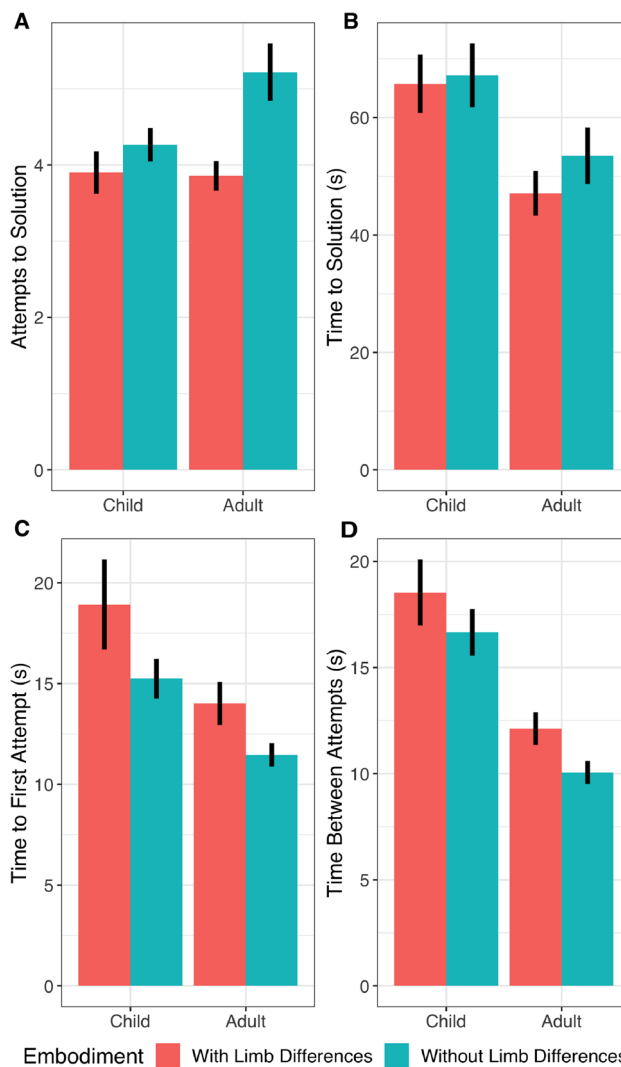 A
Attempts to Solution
4
2
0
Child Adult
B
Time to Solution (s)
60
40
20
0
Child Adult
C
Time to First Attempt (s)
20
15
10
5
0
Child Adult
D
Time Between Attempts (s)
20
15
10
5
0
Child Adult
Embodiment With Limb Differences Without Limb Differences